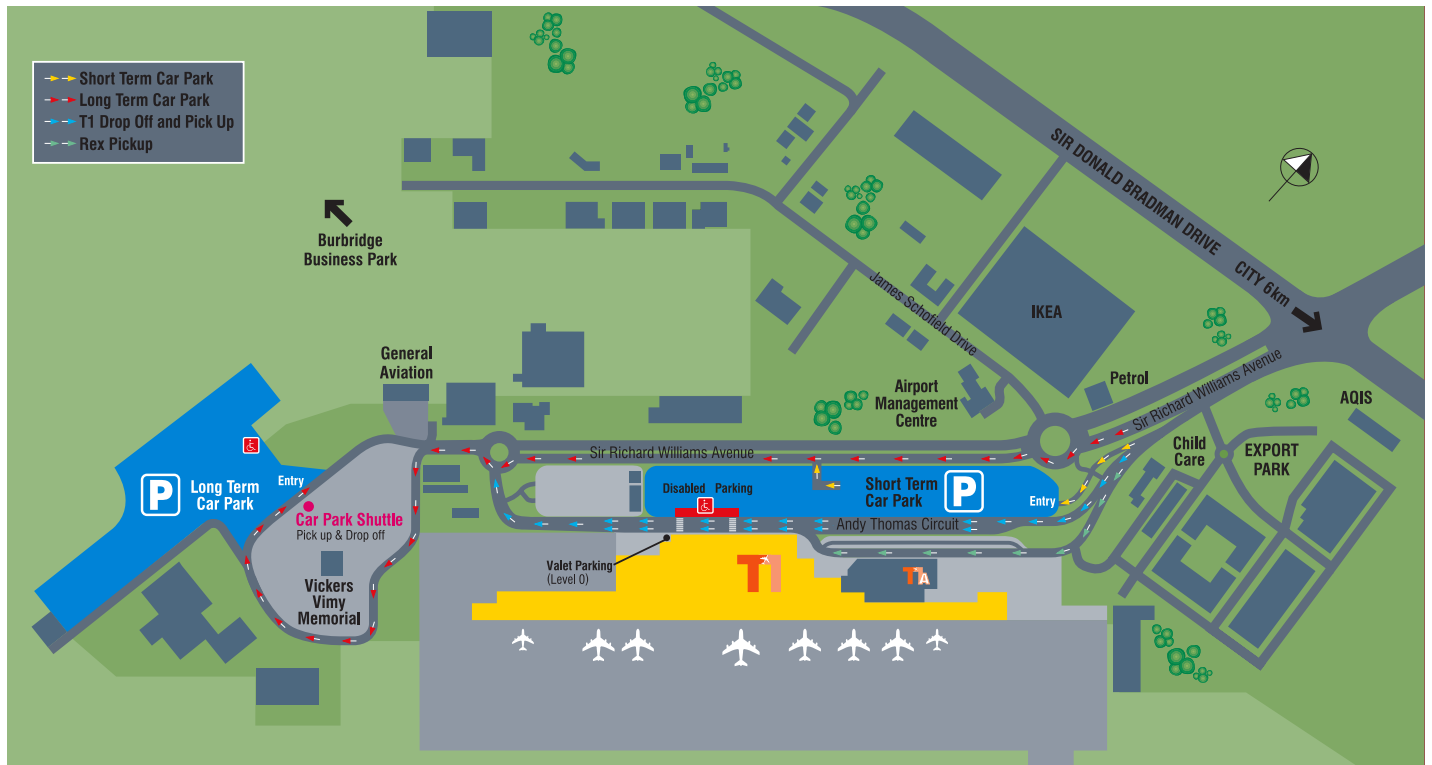 Short Term Car Park
Long Term Car Park
T1 Drop Off and Pick Up
Rex Pickup
SIR DONALD BRADMAN DRIVE
CITY 6km
Burbridge
Business Park
James Schofield Drive
IKEA
General
Aviation
Airport
Management
Centre
Petrol
Sir Richard Williams Avenue
AQIS
Child
Care
EXPORT
PARK
Sir Richard Williams Avenue
P
Long Term
Car Park
Entry
Disabled Parking
Short Term
Car Park
P
Entry
Car Park Shuttle
Pick up & Drop off
Andy Thomas Circuit
Valet Parking
(Level 0)
T1
T1A
Vickers
Vimy
Memorial